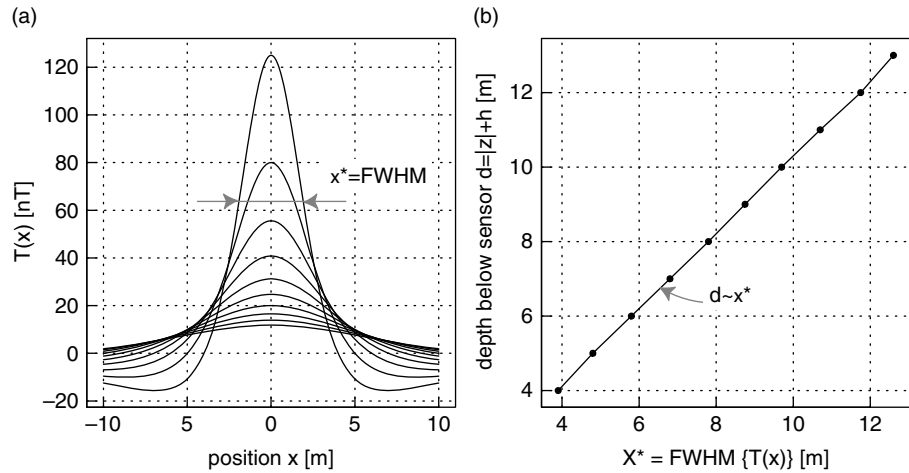 (a)
T(x) [nT]
120
100
80
60
40
20
0
−20
x*=FWHM
−10
−5
0
5
10
position x [m]
(b)
depth below sensor d=|z|+h [m]
12
10
8
6
4
d~x*
4
6
8
10
12
X* = FWHM {T(x)} [m]